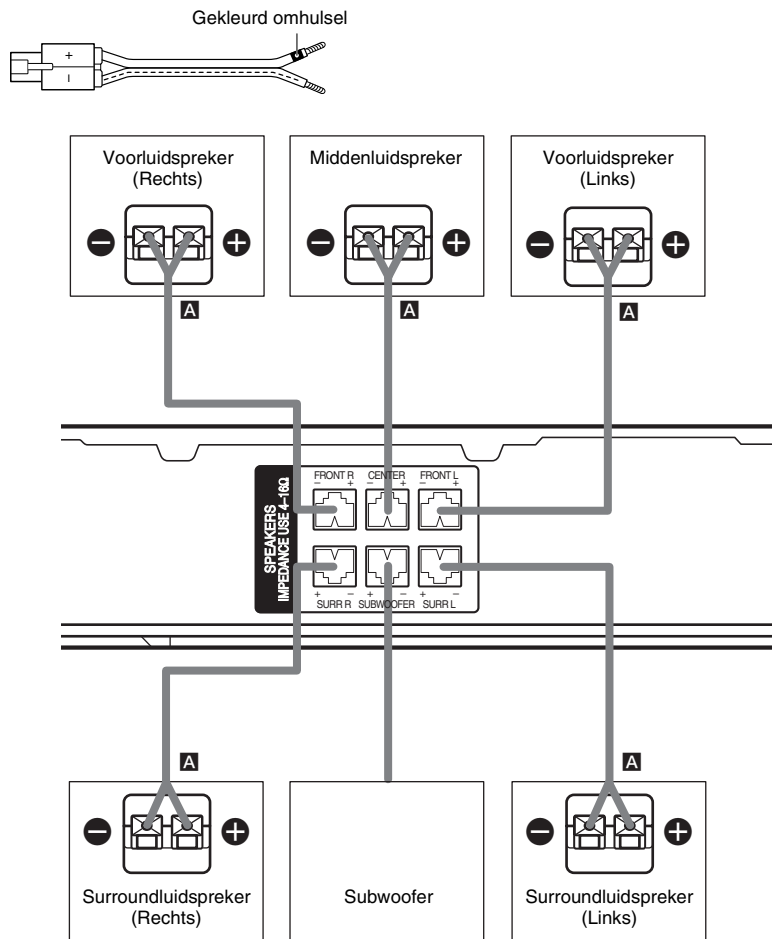 Gekleurd omhulsel
+
–
Voorluidspreker
(Rechts)
Middenluidspreker
Voorluidspreker
(Links)
– +
– +
– +
A
A
A
SPEAKERS
IMPEDANCE USE 4–16Ω
FRONT R CENTER FRONT L
– + – + – +
+ – + – + –
SURR R SUBWOOFER SURR L
A
A
– +
– +
Surroundluidspreker
(Rechts)
Subwoofer
Surroundluidspreker
(Links)